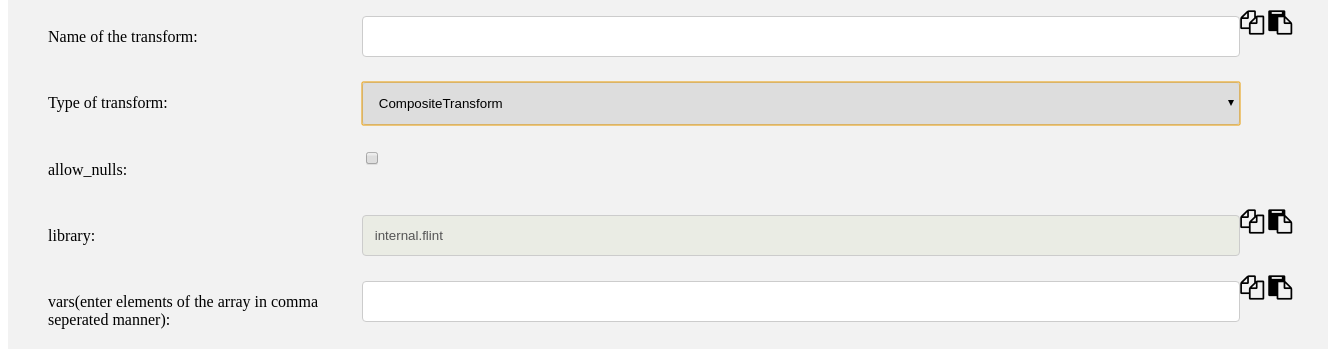 Name of the transform:
Type of transform:
CompositeTransform
allow_nulls:
library:
internal.flint
vars(enter elements of the array in comma
seperated manner):